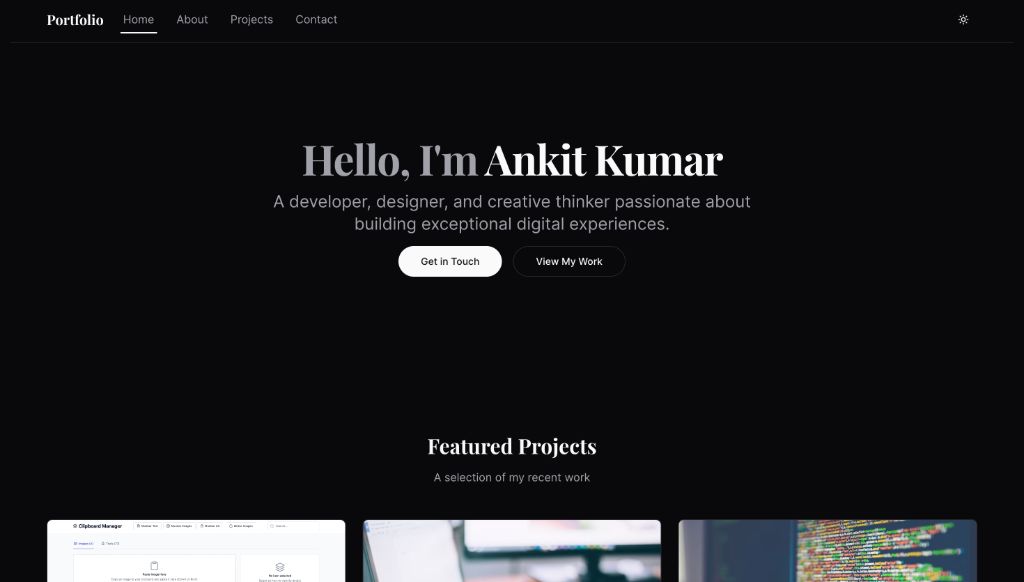 Portfolio Home About Projects Contact
Hello, I'm Ankit Kumar
A developer, designer, and creative thinker passionate about
building exceptional digital experiences.
Get in Touch View My Work
Featured Projects
A selection of my recent work
Clipboard Manager